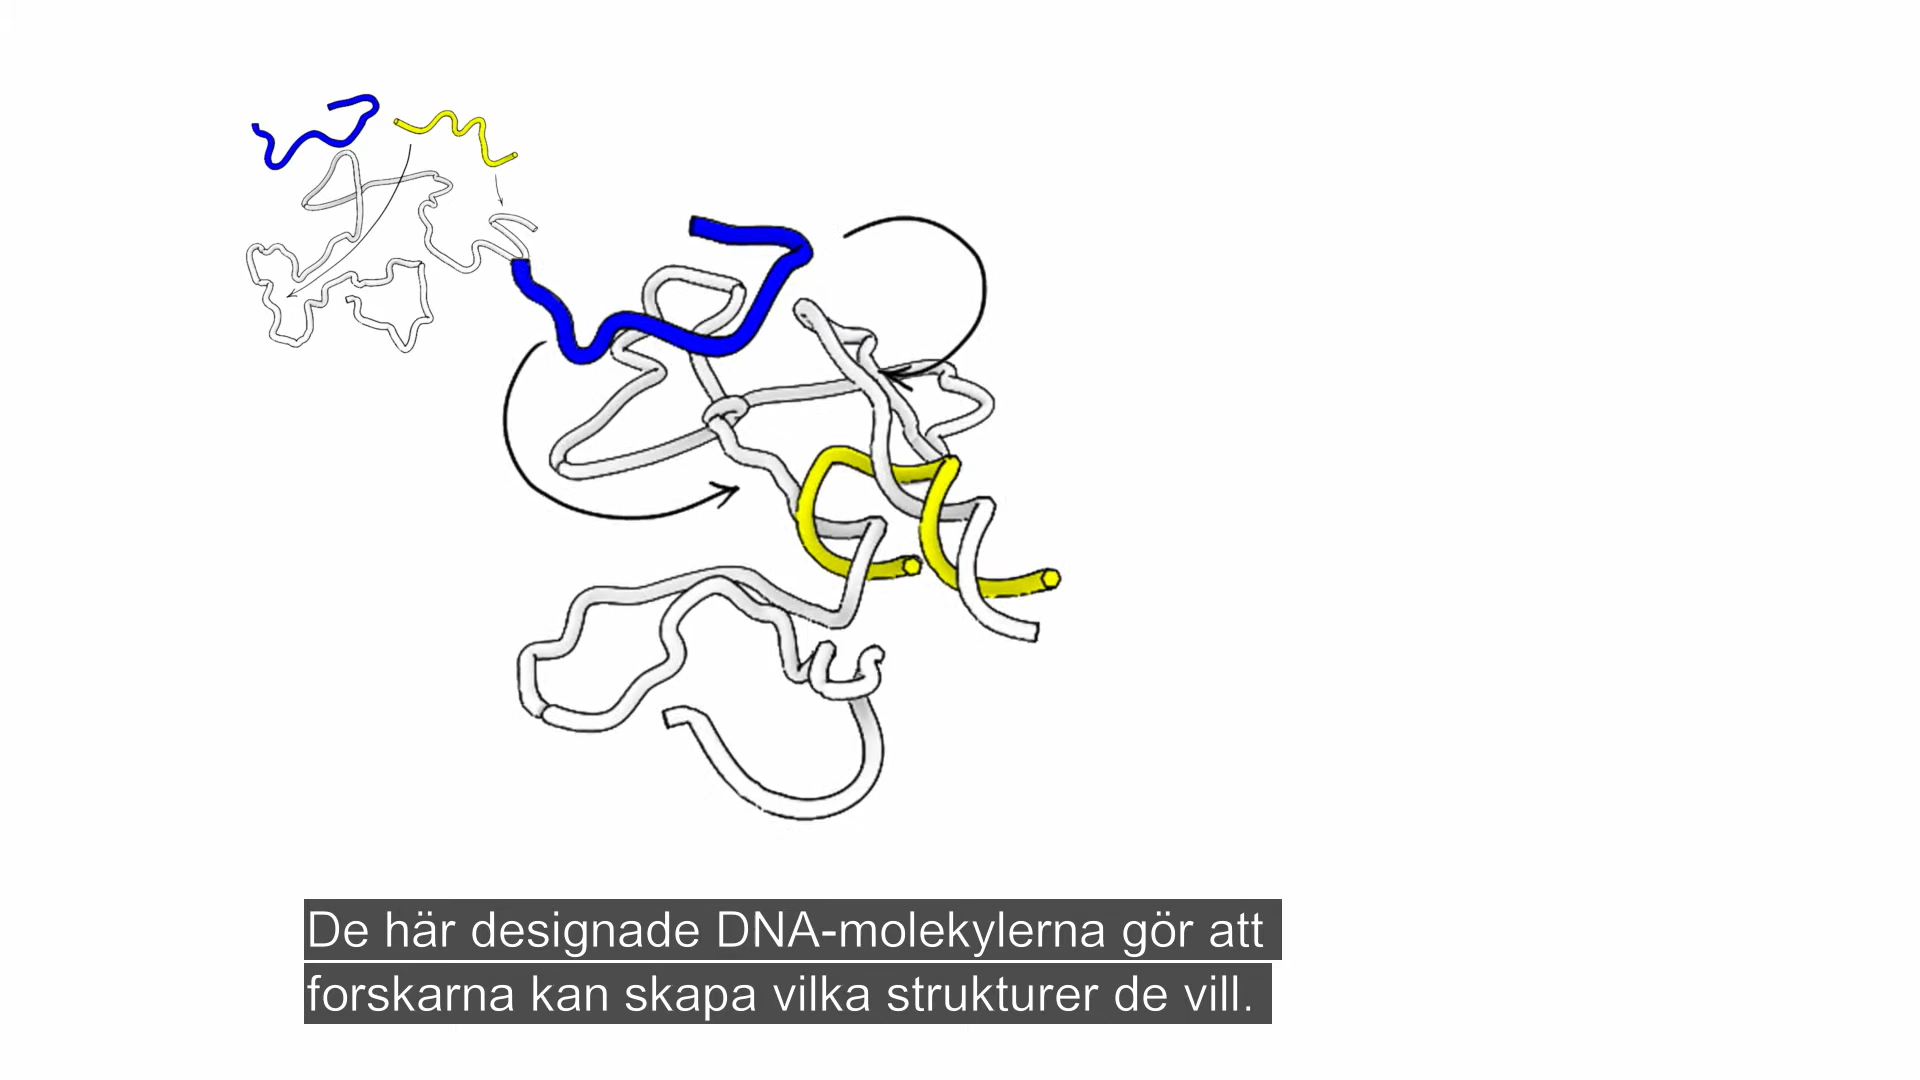 De här designade DNA-molekylerna gör att
forskarna kan skapa vilka strukturer de vill.